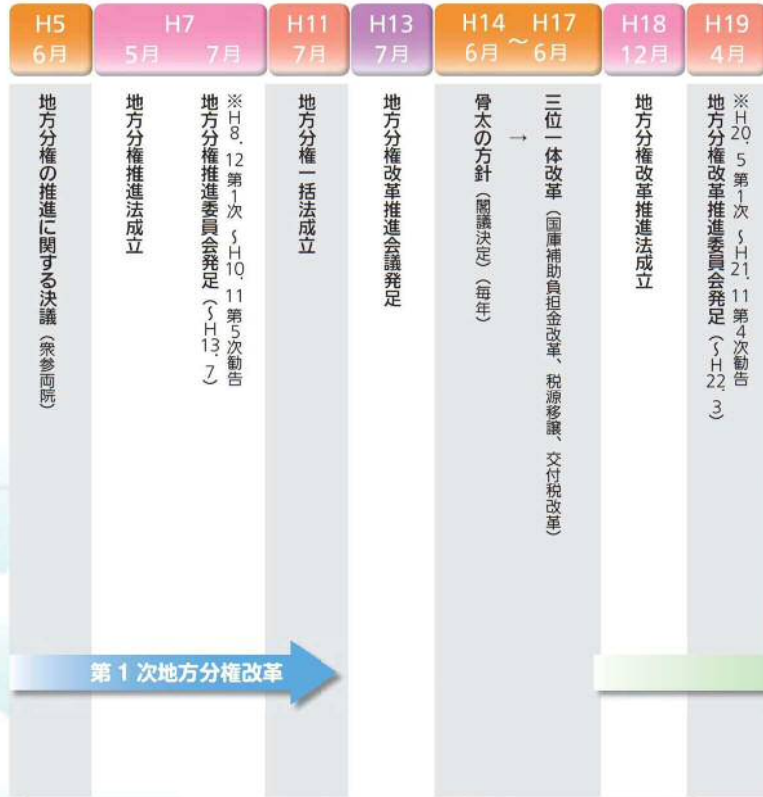 H5
6月
H7
5月 7月
H11
7月
H13
7月
H14 6月 ～ H17 6月
H18
12月
H19
4月
地方分権の推進に関する決議（衆参両院）
地方分権推進法成立
地方分権推進委員会発足（～H13.7）
※H8.12第1次～H10.11第5次勧告
地方分権一括法成立
地方分権改革推進会議発足
骨太の方針（閣議決定）（毎年）
→
三位一体改革（国庫補助負担金改革、税源移譲、交付税改革）
地方分権改革推進法成立
地方分権改革推進委員会発足（～H22.3）
※H20.5第1次～H21.11第4次勧告
第1次地方分権改革